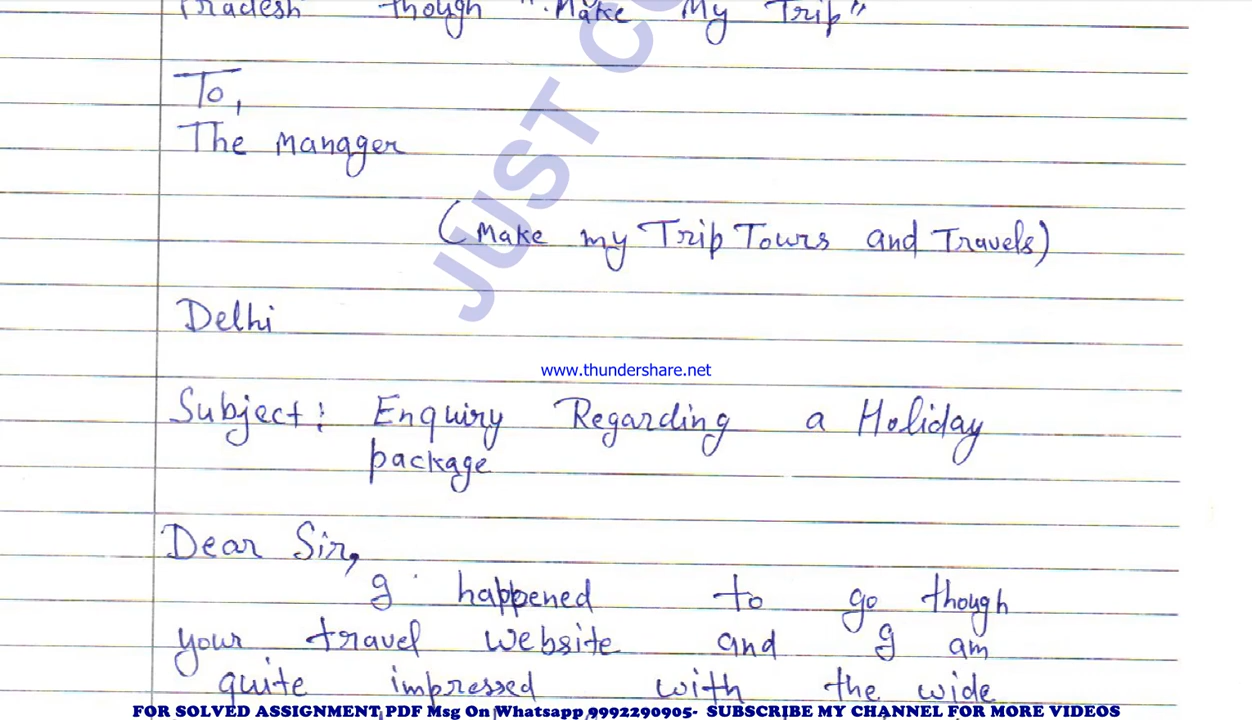 Pradesh though "Make My Trip"
To,
The manager
(Make my Trip Tours and Travels)
Delhi
www.thundershare.net
Subject: Enquiry Regarding a Holiday
package
Dear Sir,
I happened to go though
your travel website and I am
quite impressed with the wide
FOR SOLVED ASSIGNMENT PDF Msg On Whatsapp 9992290905- SUBSCRIBE MY CHANNEL FOR MORE VIDEOS
JUST